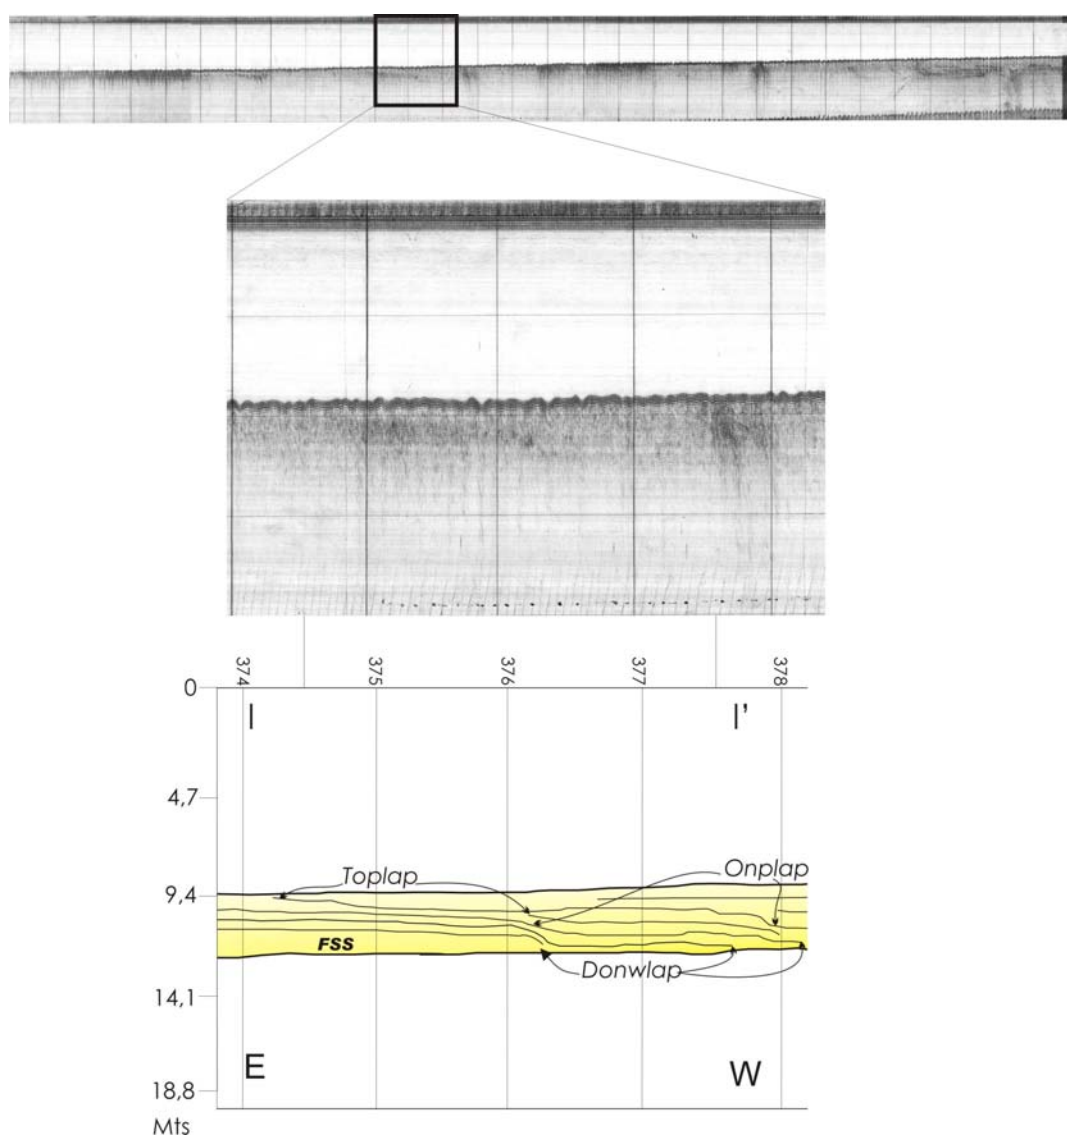 374 375 376 377 378
0
I I'
4,7
Toplap Onplap
9,4
FSS
Donwlap
14,1
E W
18,8
Mts